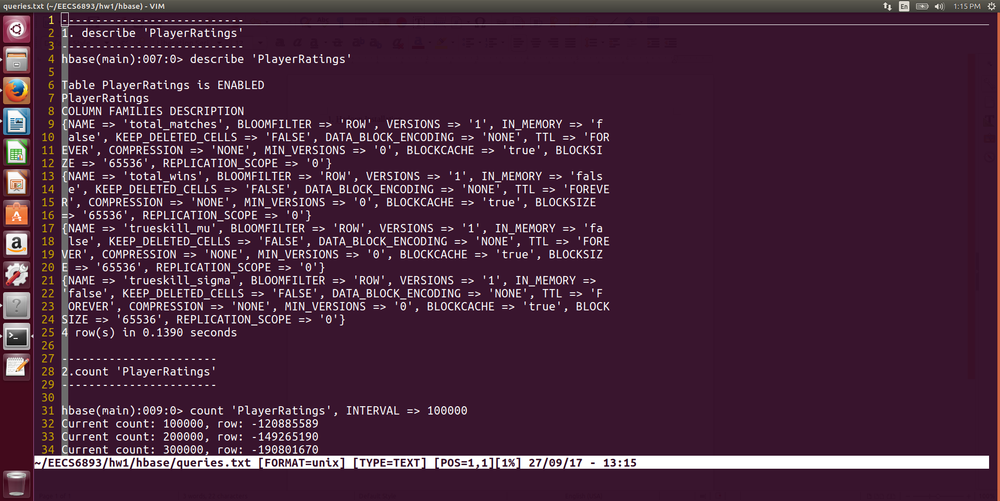 queries.txt (~/EECS6893/hw1/hbase) - VIM
En
1:15 PM
1 ---------------------------
2 1. describe 'PlayerRatings'
3 ---------------------------
4 hbase(main):007:0> describe 'PlayerRatings'
5
6 Table PlayerRatings is ENABLED
7 PlayerRatings
8 COLUMN FAMILIES DESCRIPTION
9 {NAME => 'total_matches', BLOOMFILTER => 'ROW', VERSIONS => '1', IN_MEMORY => 'f
10  alse', KEEP_DELETED_CELLS => 'FALSE', DATA_BLOCK_ENCODING => 'NONE', TTL => 'FOR
11 EVER', COMPRESSION => 'NONE', MIN_VERSIONS => '0', BLOCKCACHE => 'true', BLOCKSI
12 ZE => '65536', REPLICATION_SCOPE => '0'}
13 {NAME => 'total_wins', BLOOMFILTER => 'ROW', VERSIONS => '1', IN_MEMORY => 'fals
14  e', KEEP_DELETED_CELLS => 'FALSE', DATA_BLOCK_ENCODING => 'NONE', TTL => 'FOREVE
15 R', COMPRESSION => 'NONE', MIN_VERSIONS => '0', BLOCKCACHE => 'true', BLOCKSIZE
16 => '65536', REPLICATION_SCOPE => '0'}
17 {NAME => 'trueskill_mu', BLOOMFILTER => 'ROW', VERSIONS => '1', IN_MEMORY => 'fa
18  lse', KEEP_DELETED_CELLS => 'FALSE', DATA_BLOCK_ENCODING => 'NONE', TTL => 'FORE
19 VER', COMPRESSION => 'NONE', MIN_VERSIONS => '0', BLOCKCACHE => 'true', BLOCKSIZ
20 E => '65536', REPLICATION_SCOPE => '0'}
21 {NAME => 'trueskill_sigma', BLOOMFILTER => 'ROW', VERSIONS => '1', IN_MEMORY =>
22 'false', KEEP_DELETED_CELLS => 'FALSE', DATA_BLOCK_ENCODING => 'NONE', TTL => 'F
23  OREVER', COMPRESSION => 'NONE', MIN_VERSIONS => '0', BLOCKCACHE => 'true', BLOCK
24 SIZE => '65536', REPLICATION_SCOPE => '0'}
25 4 row(s) in 0.1390 seconds
26
27 -----------------------
28 2.count 'PlayerRatings'
29 -----------------------
30
31 hbase(main):009:0> count 'PlayerRatings', INTERVAL => 100000
32 Current count: 100000, row: -120885589
33 Current count: 200000, row: -149265190
34 Current count: 300000, row: -190801670
~/EECS6893/hw1/hbase/queries.txt [FORMAT=unix] [TYPE=TEXT] [POS=1,1][1%] 27/09/17 - 13:15